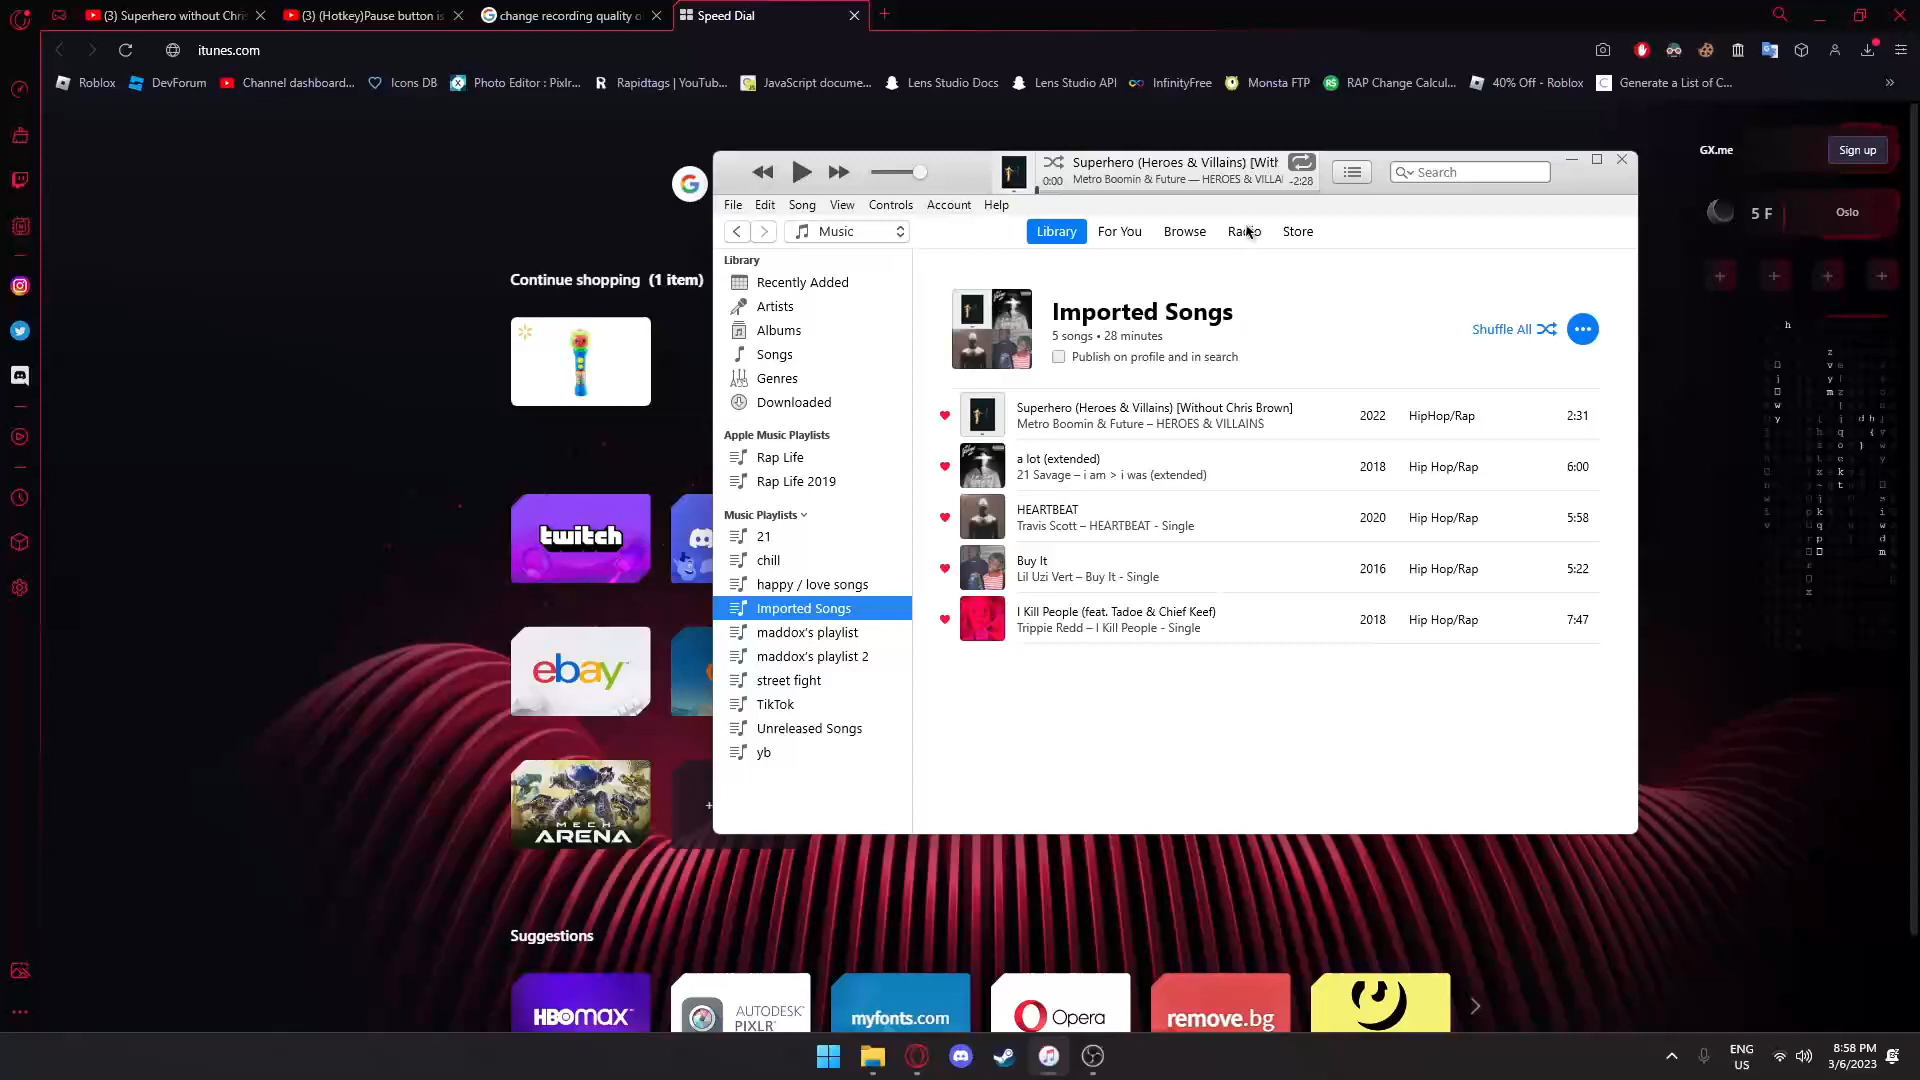 (3) Superhero without Chri
(3) (Hotkey)Pause button is
change recording quality o
Speed Dial
itunes.com
Roblox
DevForum
Channel dashboard...
Icons DB
Photo Editor : Pixlr...
Rapidtags | YouTub...
JavaScript docume...
Lens Studio Docs
Lens Studio API
InfinityFree
Monsta FTP
RAP Change Calcul...
40% Off - Roblox
Generate a List of C...
GX.me
Sign up
5 F
Oslo
Continue shopping (1 item)
twitch
ebay
MECH
ARENA
Suggestions
HBOMAX
AUTODESK
PIXLR
myfonts.com
Opera
remove.bg
Superhero (Heroes & Villains) [With
0:00
Metro Boomin & Future — HEROES & VILLAI
-2:28
Search
File
Edit
Song
View
Controls
Account
Help
Music
Library
For You
Browse
Radio
Store
Library
Recently Added
Artists
Albums
Songs
Genres
Downloaded
Apple Music Playlists
Rap Life
Rap Life 2019
Music Playlists
21
chill
happy / love songs
Imported Songs
maddox's playlist
maddox's playlist 2
street fight
TikTok
Unreleased Songs
yb
Imported Songs
5 songs • 28 minutes
Publish on profile and in search
Shuffle All
Superhero (Heroes & Villains) [Without Chris Brown]
Metro Boomin & Future – HEROES & VILLAINS
2022
HipHop/Rap
2:31
a lot (extended)
21 Savage – i am > i was (extended)
2018
Hip Hop/Rap
6:00
HEARTBEAT
Travis Scott – HEARTBEAT - Single
2020
Hip Hop/Rap
5:58
Buy It
Lil Uzi Vert – Buy It - Single
2016
Hip Hop/Rap
5:22
I Kill People (feat. Tadoe & Chief Keef)
Trippie Redd – I Kill People - Single
2018
Hip Hop/Rap
7:47
ENG
US
8:58 PM
3/6/2023